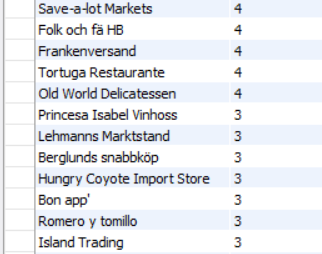 Save-a-lot Markets 4
Folk och fä HB 4
Frankenversand 4
Tortuga Restaurante 4
Old World Delicatessen 4
Princesa Isabel Vinhoss 3
Lehmanns Marktstand 3
Berglunds snabbköp 3
Hungry Coyote Import Store 3
Bon app' 3
Romero y tomillo 3
Island Trading 3